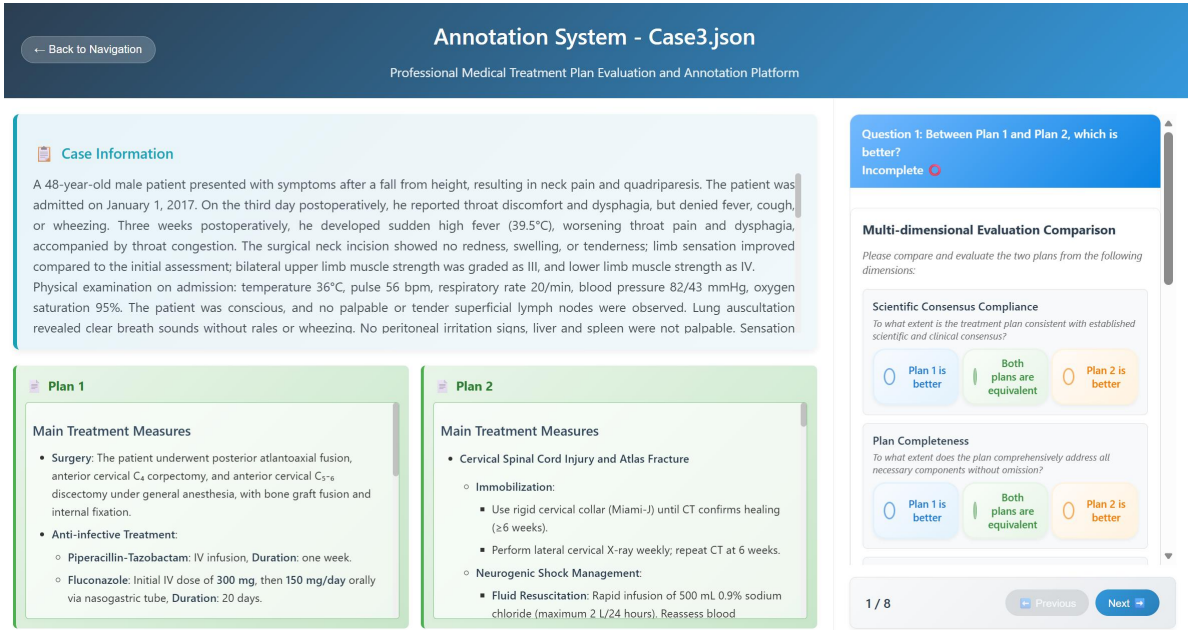 ← Back to Navigation
Annotation System - Case3.json
Professional Medical Treatment Plan Evaluation and Annotation Platform
Case Information
A 48-year-old male patient presented with symptoms after a fall from height, resulting in neck pain and quadriparesis. The patient was
admitted on January 1, 2017. On the third day postoperatively, he reported throat discomfort and dysphagia, but denied fever, cough,
or wheezing. Three weeks postoperatively, he developed sudden high fever (39.5°C), worsening throat pain and dysphagia,
accompanied by throat congestion. The surgical neck incision showed no redness, swelling, or tenderness; limb sensation improved
compared to the initial assessment; bilateral upper limb muscle strength was graded as III, and lower limb muscle strength as IV.
Physical examination on admission: temperature 36°C, pulse 56 bpm, respiratory rate 20/min, blood pressure 82/43 mmHg, oxygen
saturation 95%. The patient was conscious, and no palpable or tender superficial lymph nodes were observed. Lung auscultation
revealed clear breath sounds without rales or wheezing. No peritoneal irritation signs, liver and spleen were not palpable. Sensation
Plan 1
Main Treatment Measures
• Surgery: The patient underwent posterior atlantoaxial fusion,
anterior cervical C₄ corpectomy, and anterior cervical C₅-₆
discectomy under general anesthesia, with bone graft fusion and
internal fixation.
• Anti-infective Treatment:
○ Piperacillin-Tazobactam: IV infusion, Duration: one week.
○ Fluconazole: Initial IV dose of 300 mg, then 150 mg/day orally
via nasogastric tube, Duration: 20 days.
Plan 2
Main Treatment Measures
• Cervical Spinal Cord Injury and Atlas Fracture
○ Immobilization:
▪ Use rigid cervical collar (Miami-J) until CT confirms healing
(≥6 weeks).
▪ Perform lateral cervical X-ray weekly; repeat CT at 6 weeks.
○ Neurogenic Shock Management:
▪ Fluid Resuscitation: Rapid infusion of 500 mL 0.9% sodium
chloride (maximum 2 L/24 hours). Reassess blood
Question 1: Between Plan 1 and Plan 2, which is
better?
Incomplete
Multi-dimensional Evaluation Comparison
Please compare and evaluate the two plans from the following
dimensions:
Scientific Consensus Compliance
To what extent is the treatment plan consistent with established
scientific and clinical consensus?
Plan 1 is
better
Both
plans are
equivalent
Plan 2 is
better
Plan Completeness
To what extent does the plan comprehensively address all
necessary components without omission?
Plan 1 is
better
Both
plans are
equivalent
Plan 2 is
better
1 / 8
Previous
Next